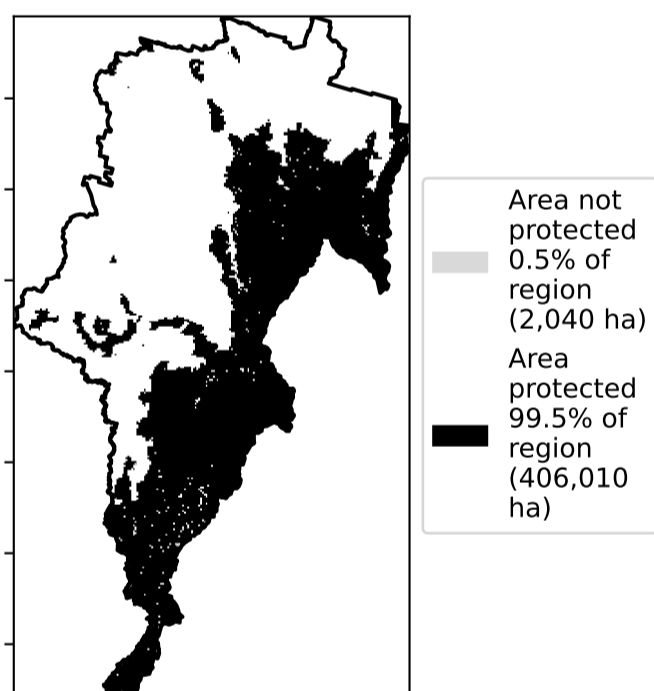 Area not
protected
0.5% of
region
(2,040 ha)
Area
protected
99.5% of
region
(406,010
ha)